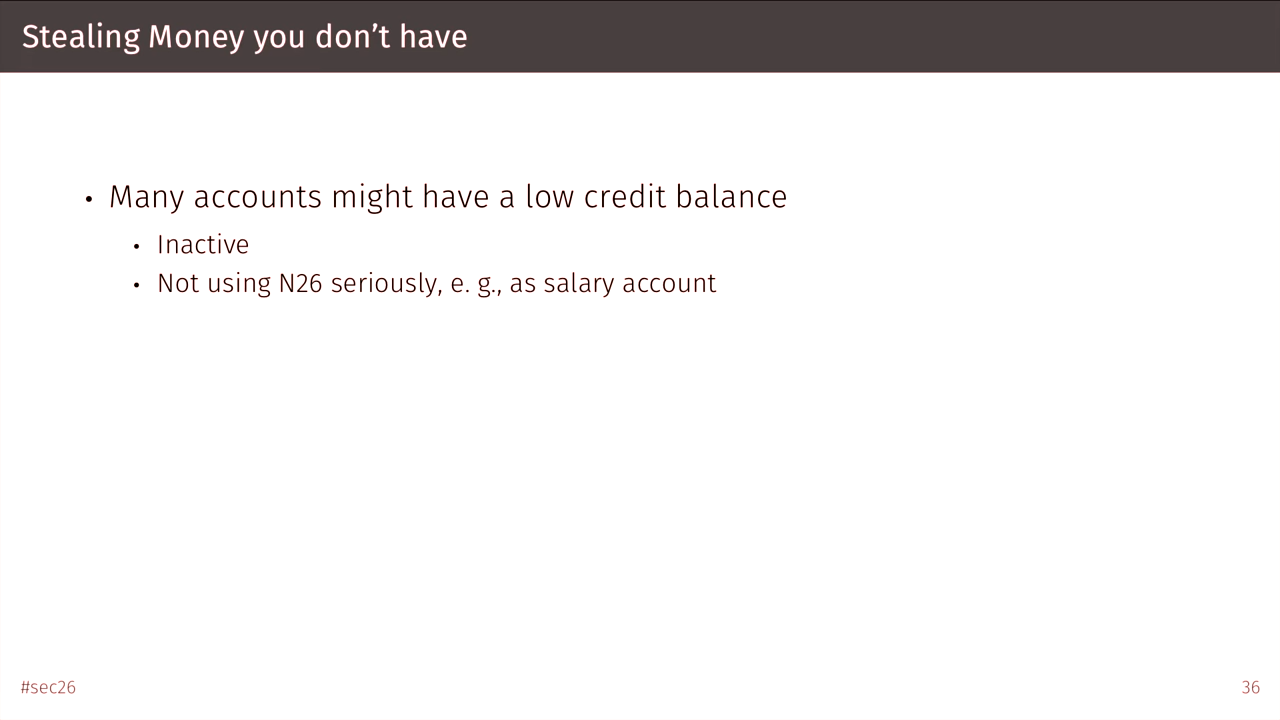 Stealing Money you don’t have
• Many accounts might have a low credit balance
• Inactive
• Not using N26 seriously, e. g., as salary account
#sec26
36